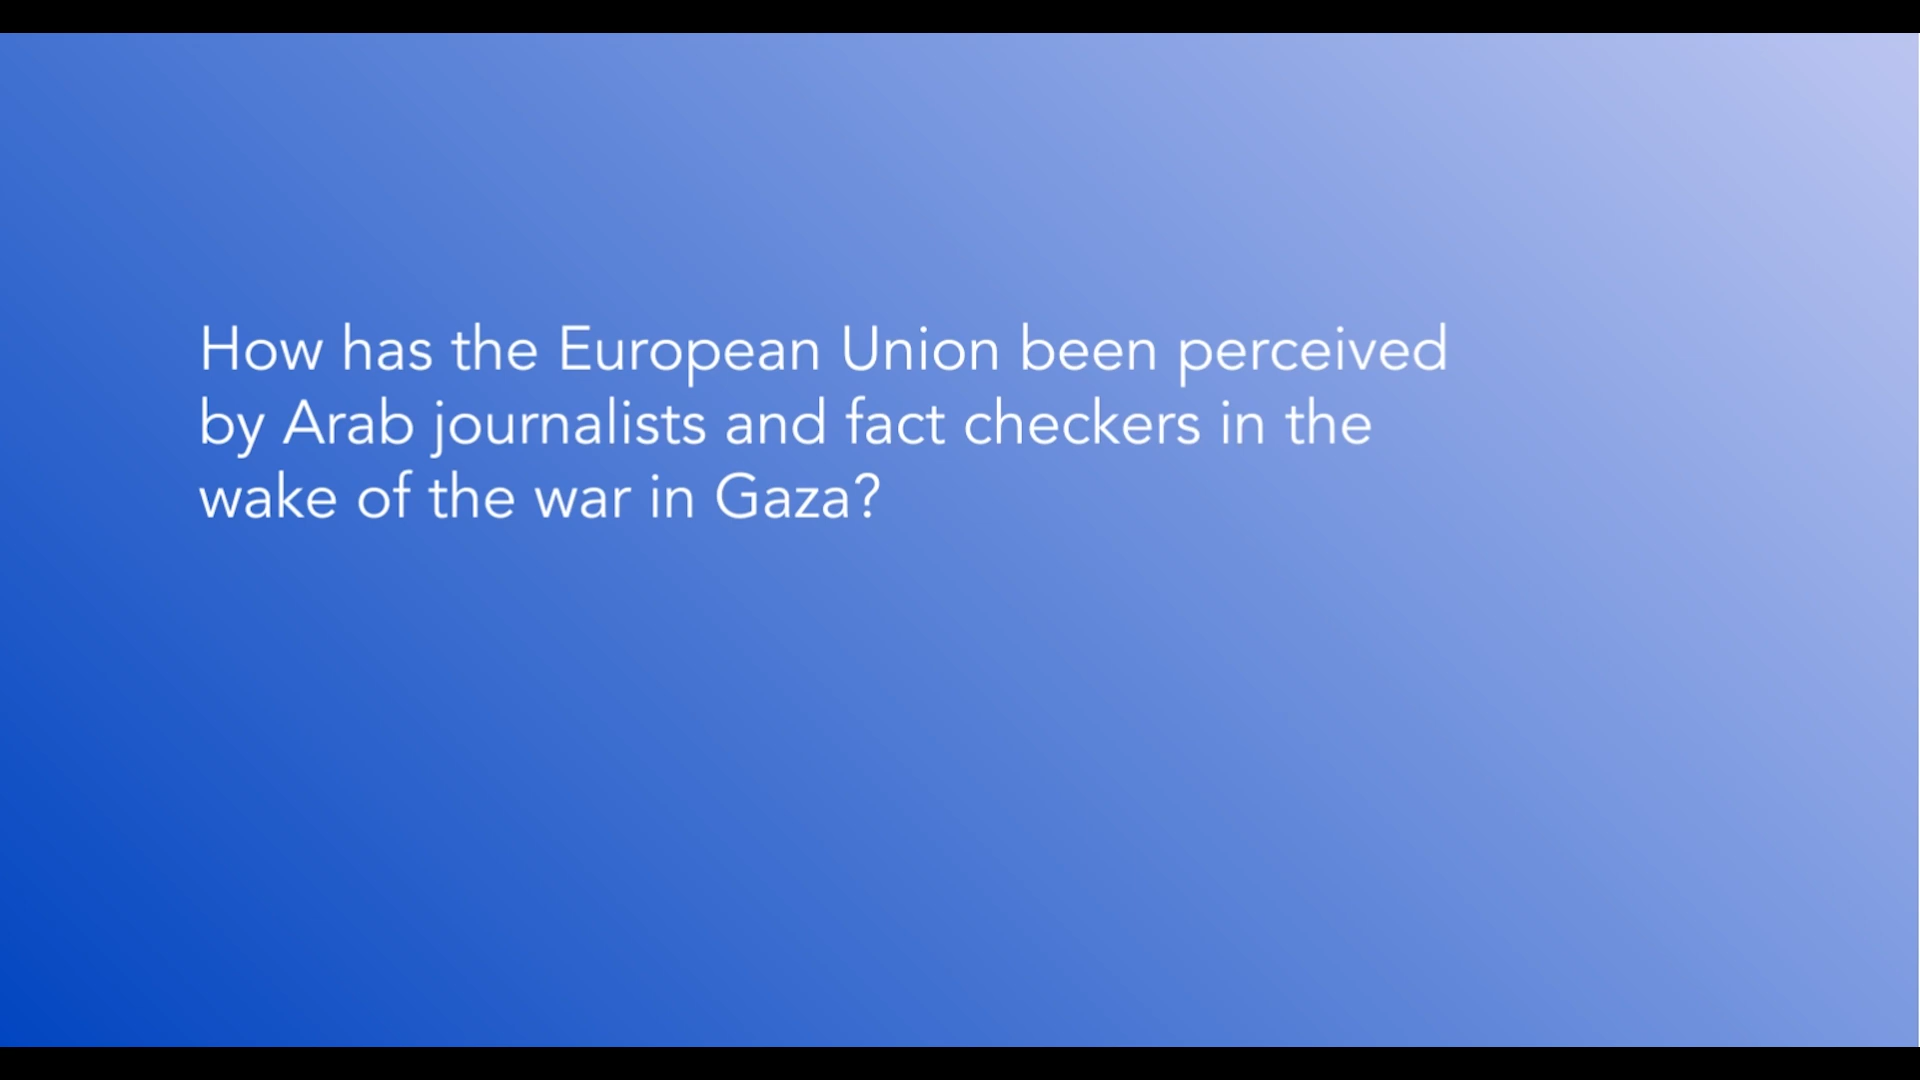 How has the European Union been perceived
by Arab journalists and fact checkers in the
wake of the war in Gaza?